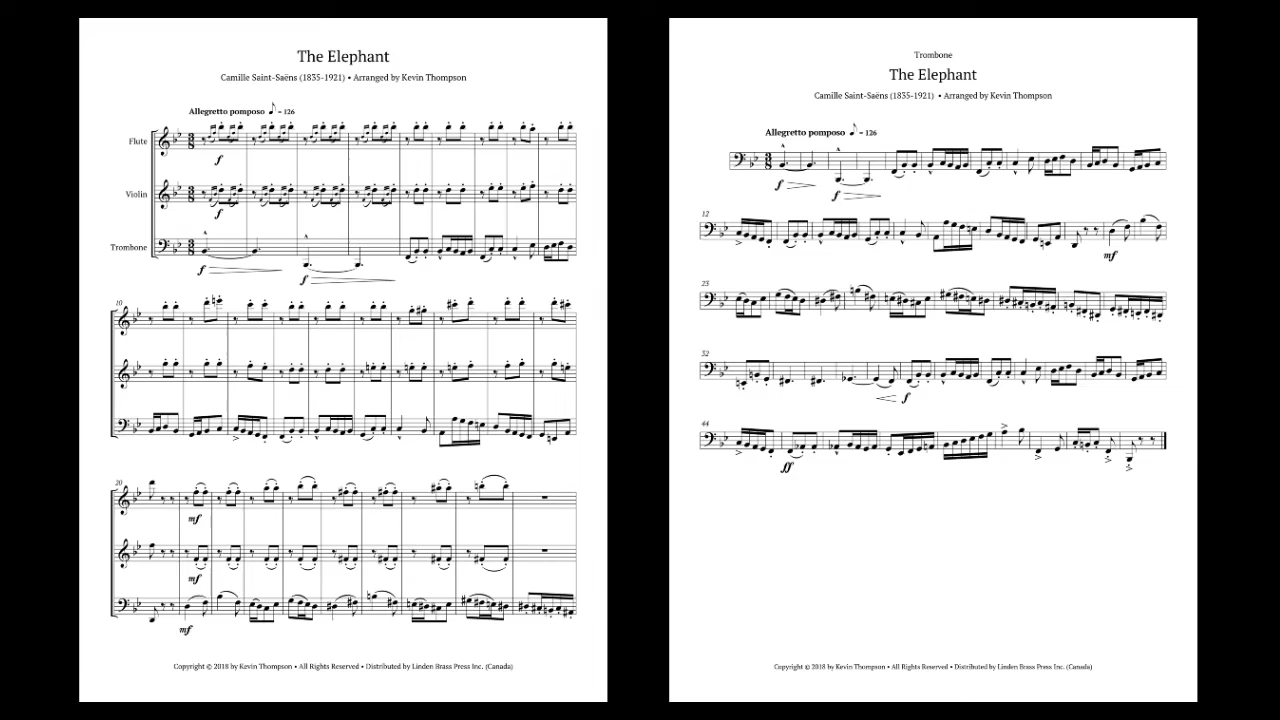 The Elephant
Camille Saint-Saëns (1835-1921) • Arranged by Kevin Thompson
Allegretto pomposo = 126
Flute
f
Violin
f
Trombone
f
f
10
20
mf
mf
mf
Copyright © 2018 by Kevin Thompson • All Rights Reserved • Distributed by Linden Brass Press Inc. (Canada)
Trombone
The Elephant
Camille Saint-Saëns (1835-1921) • Arranged by Kevin Thompson
Allegretto pomposo = 126
f
f
12
mf
23
32
f
44
ff
Copyright © 2018 by Kevin Thompson • All Rights Reserved • Distributed by Linden Brass Press Inc. (Canada)